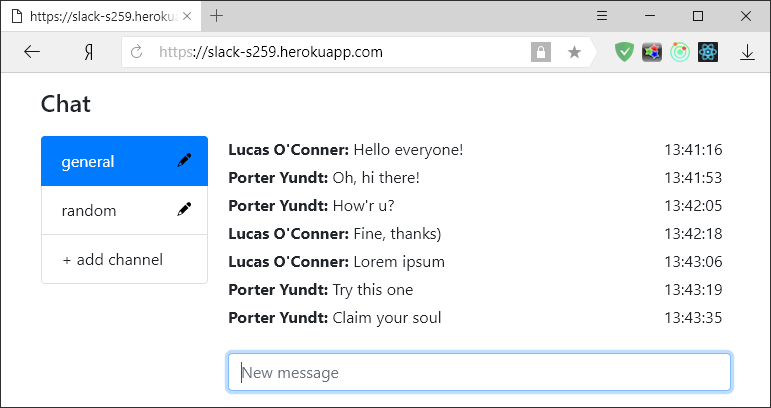 https://slack-s259.heroku
Я https://slack-s259.herokuapp.com
Chat
general
random
+ add channel
Lucas O'Conner: Hello everyone! 13:41:16
Porter Yundt: Oh, hi there! 13:41:53
Porter Yundt: How'r u? 13:42:05
Lucas O'Conner: Fine, thanks) 13:42:18
Lucas O'Conner: Lorem ipsum 13:43:06
Porter Yundt: Try this one 13:43:19
Porter Yundt: Claim your soul 13:43:35
New message